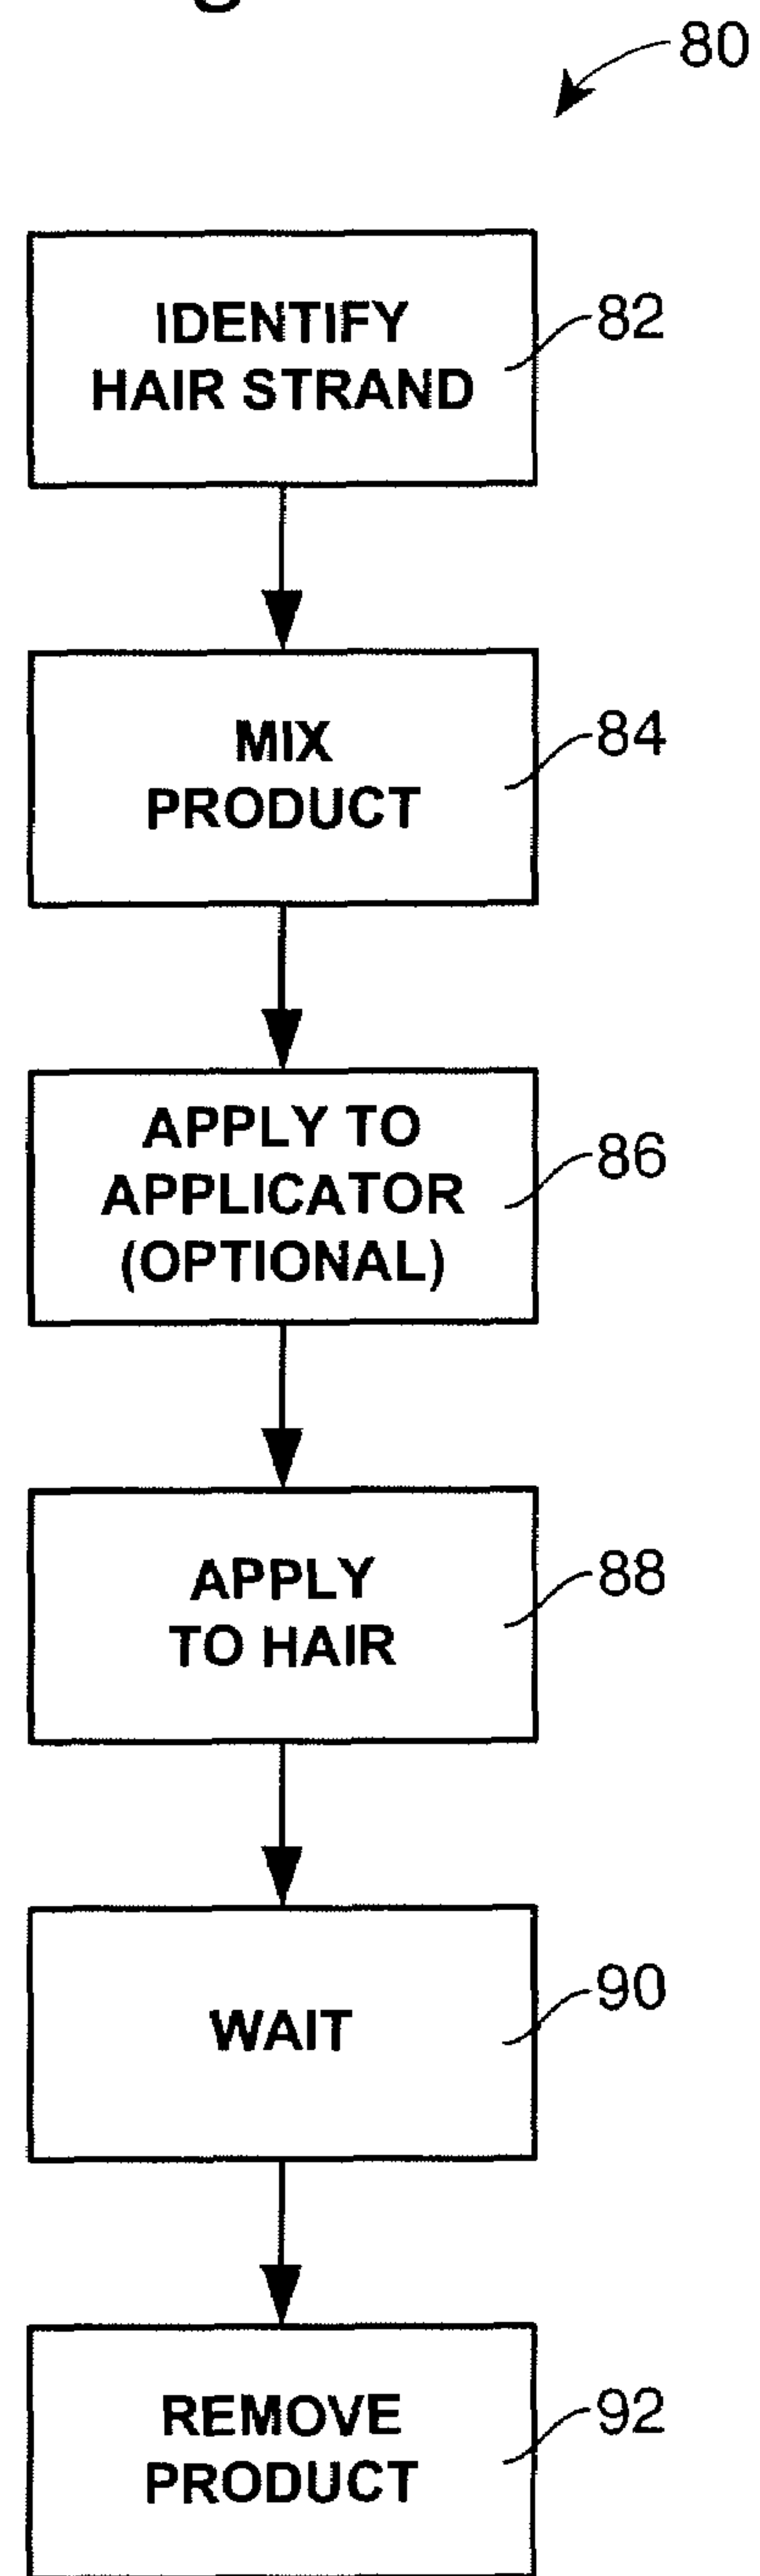 80
IDENTIFY
HAIR STRAND
82
MIX
PRODUCT
84
APPLY TO
APPLICATOR
(OPTIONAL)
86
APPLY
TO HAIR
88
WAIT
90
REMOVE
PRODUCT
92